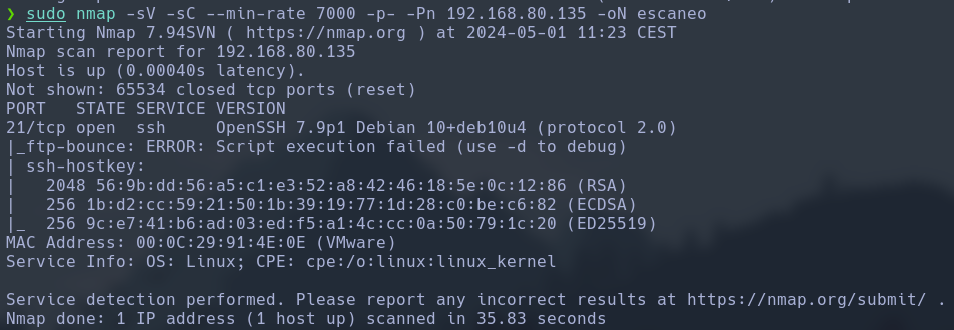 ❯ sudo nmap -sV -sC --min-rate 7000 -p- -Pn 192.168.80.135 -oN escaneo
Starting Nmap 7.94SVN ( https://nmap.org ) at 2024-05-01 11:23 CEST
Nmap scan report for 192.168.80.135
Host is up (0.00040s latency).
Not shown: 65534 closed tcp ports (reset)
PORT   STATE SERVICE VERSION
21/tcp open  ssh     OpenSSH 7.9p1 Debian 10+deb10u4 (protocol 2.0)
|_ftp-bounce: ERROR: Script execution failed (use -d to debug)
| ssh-hostkey:
|   2048 56:9b:dd:56:a5:c1:e3:52:a8:42:46:18:5e:0c:12:86 (RSA)
|   256 1b:d2:cc:59:21:50:1b:39:19:77:1d:28:c0:be:c6:82 (ECDSA)
|_  256 9c:e7:41:b6:ad:03:ed:f5:a1:4c:cc:0a:50:79:1c:20 (ED25519)
MAC Address: 00:0C:29:91:4E:0E (VMware)
Service Info: OS: Linux; CPE: cpe:/o:linux:linux_kernel
Service detection performed. Please report any incorrect results at https://nmap.org/submit/ .
Nmap done: 1 IP address (1 host up) scanned in 35.83 seconds